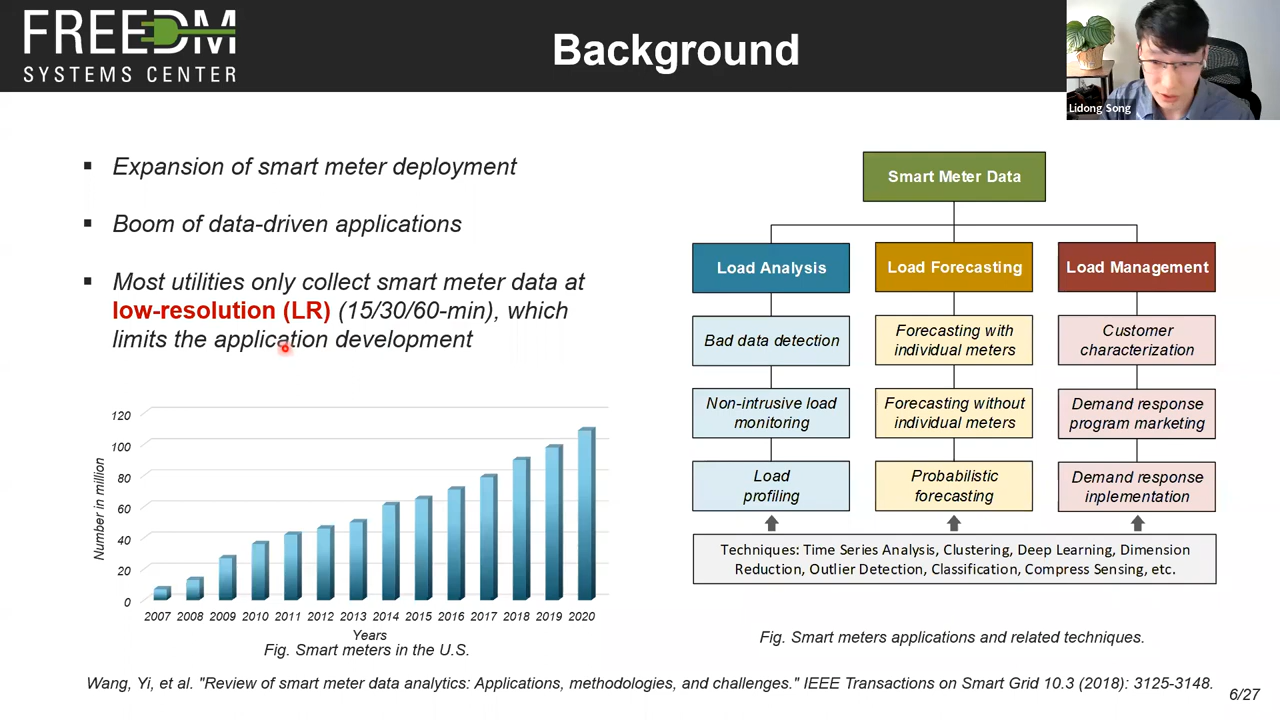 FREEDM
SYSTEMS CENTER
Background
Lidong Song
▪ Expansion of smart meter deployment
▪ Boom of data-driven applications
▪ Most utilities only collect smart meter data at
low-resolution (LR) (15/30/60-min), which
limits the application development
Number in million
120
100
80
60
40
20
0
2007 2008 2009 2010 2011 2012 2013 2014 2015 2016 2017 2018 2019 2020
Years
Fig. Smart meters in the U.S.
Smart Meter Data
Load Analysis
Load Forecasting
Load Management
Bad data detection
Forecasting with
individual meters
Customer
characterization
Non-intrusive load
monitoring
Forecasting without
individual meters
Demand response
program marketing
Load
profiling
Probabilistic
forecasting
Demand response
inplementation
Techniques: Time Series Analysis, Clustering, Deep Learning, Dimension
Reduction, Outlier Detection, Classification, Compress Sensing, etc.
Fig. Smart meters applications and related techniques.
Wang, Yi, et al. "Review of smart meter data analytics: Applications, methodologies, and challenges." IEEE Transactions on Smart Grid 10.3 (2018): 3125-3148.
6/27